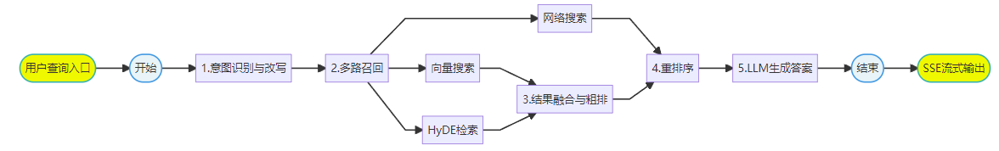 用户查询入口
开始
1.意图识别与改写
2.多路召回
网络搜索
向量搜索
HyDE检索
3.结果融合与粗排
4.重排序
5.LLM生成答案
结束
SSE流式输出